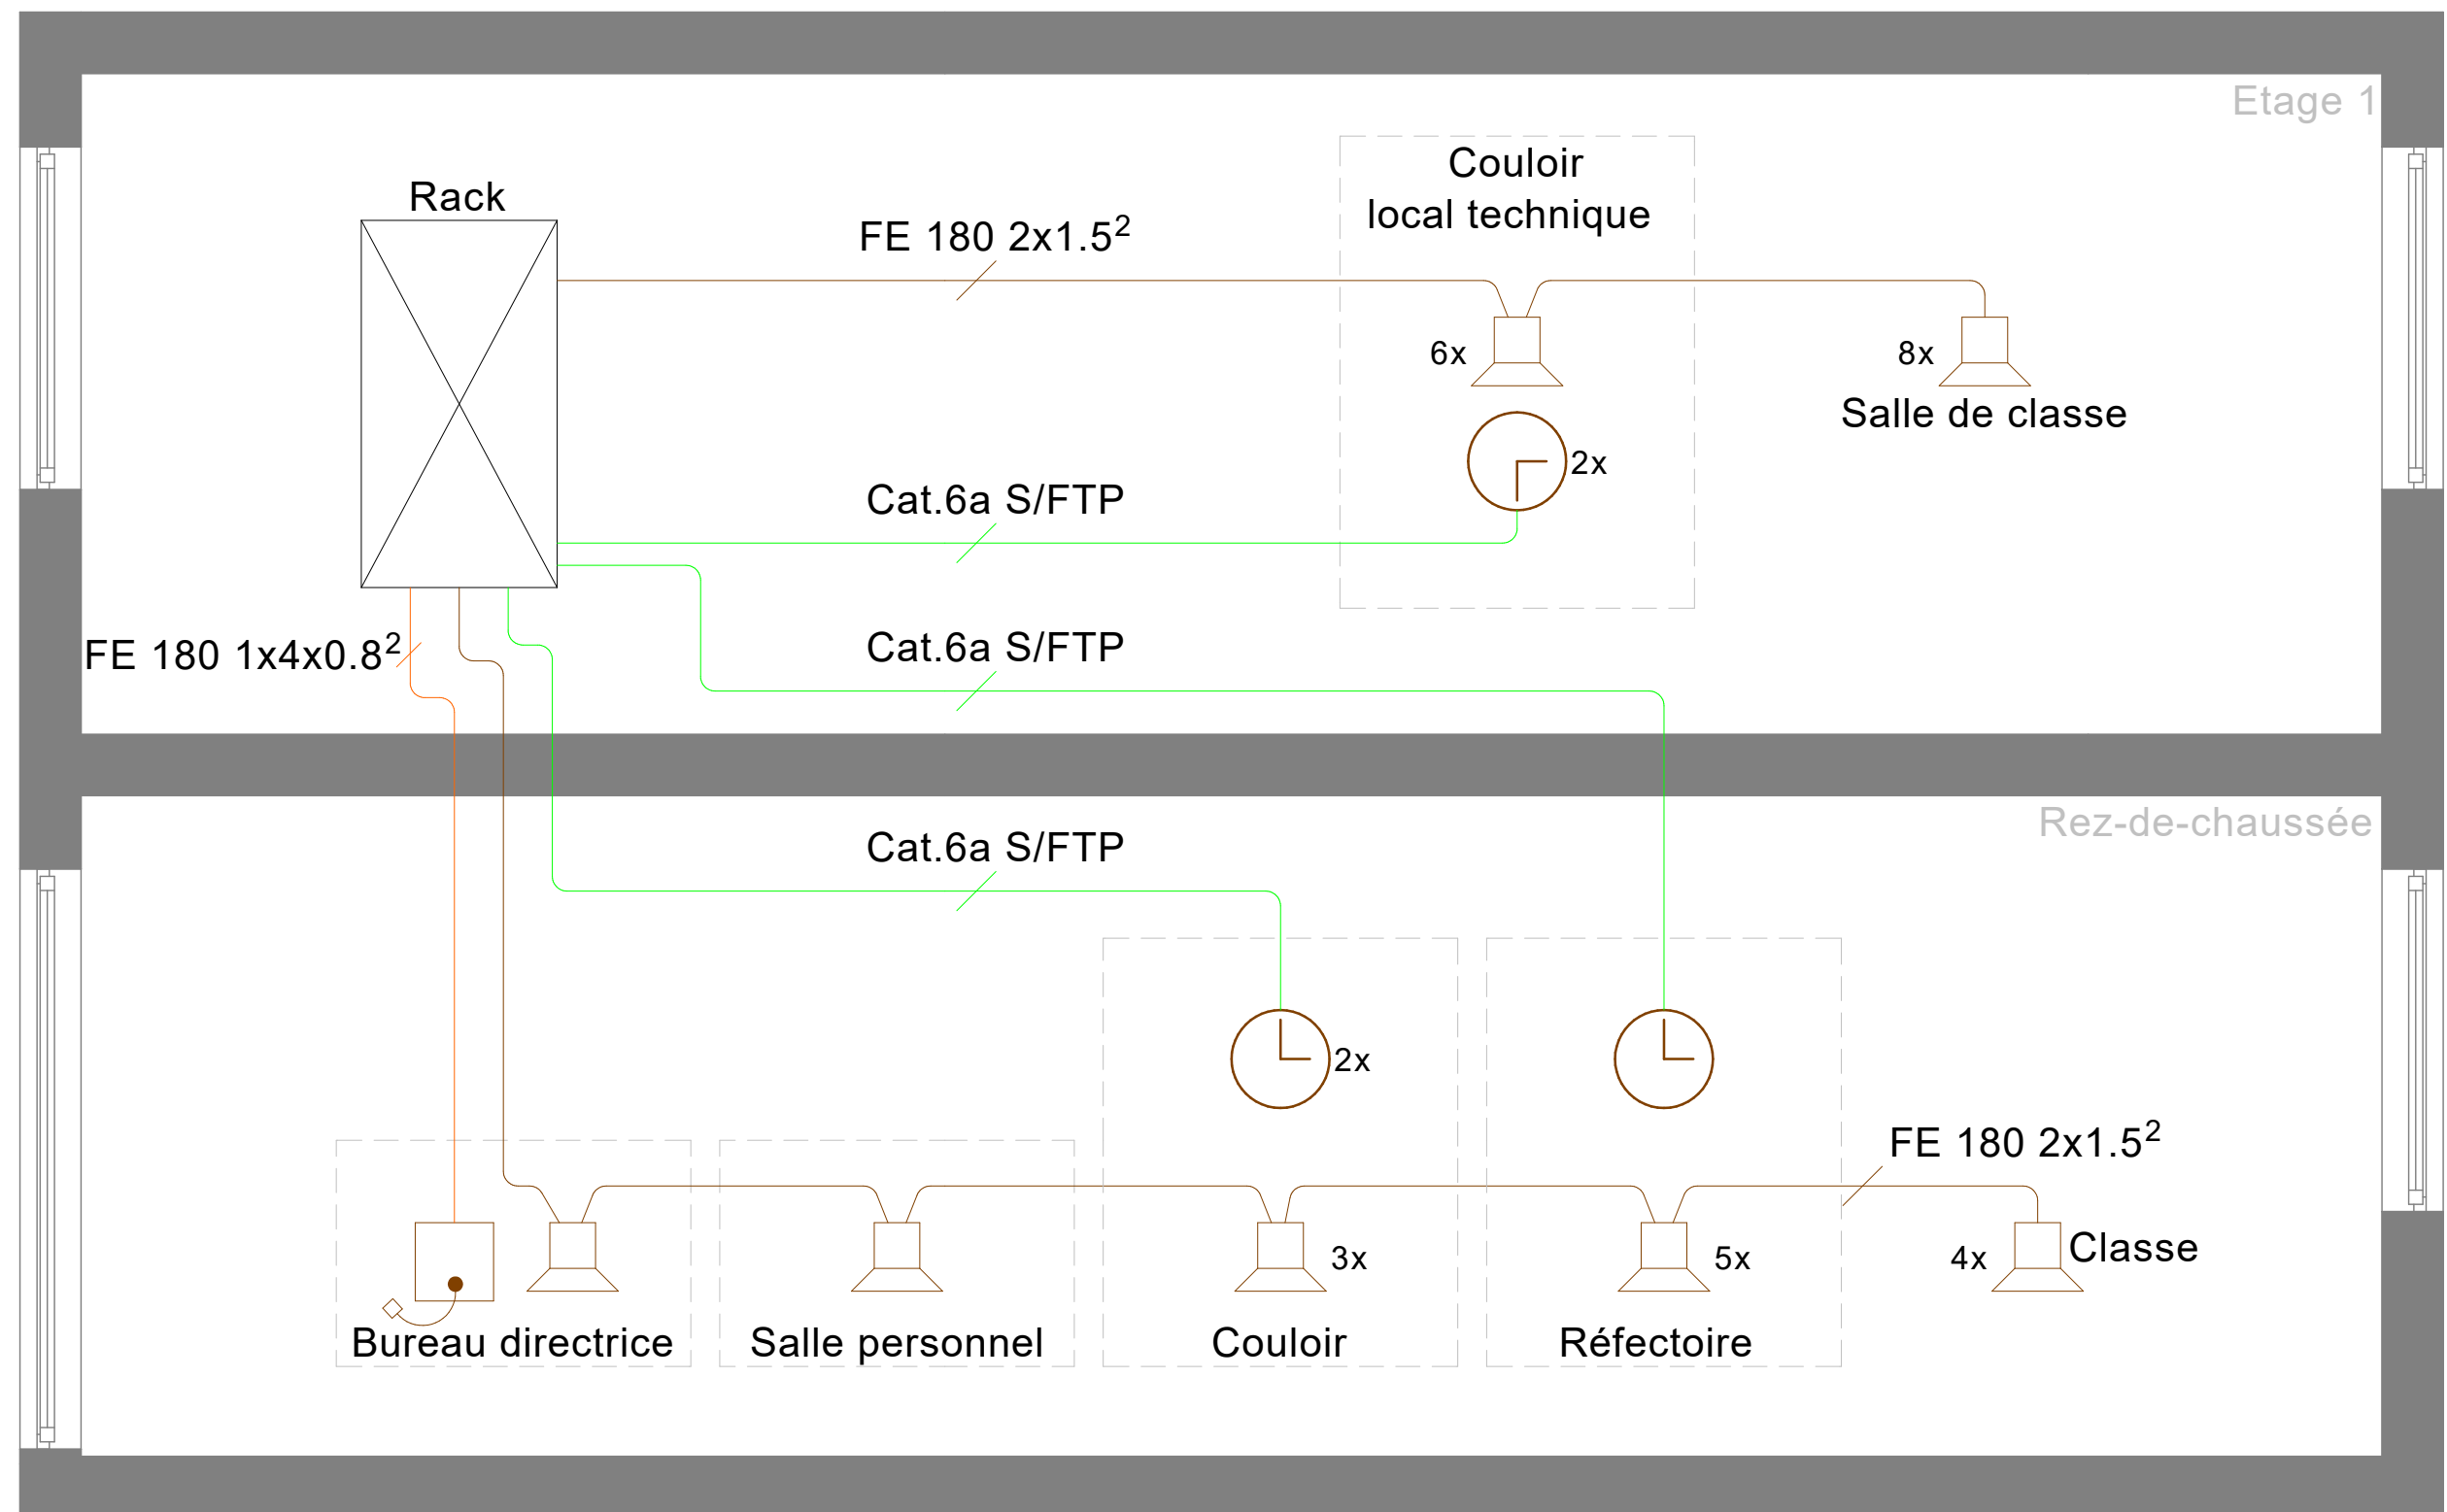 Etage 1
Couloir
local technique
Rack
FE 180 2x1.5²
6x
8x
Salle de classe
2x
Cat.6a S/FTP
FE 180 1x4x0.8²
Cat.6a S/FTP
Rez-de-chaussée
Cat.6a S/FTP
2x
FE 180 2x1.5²
3x
5x
4x
Classe
Bureau directrice
Salle personnel
Couloir
Réfectoire